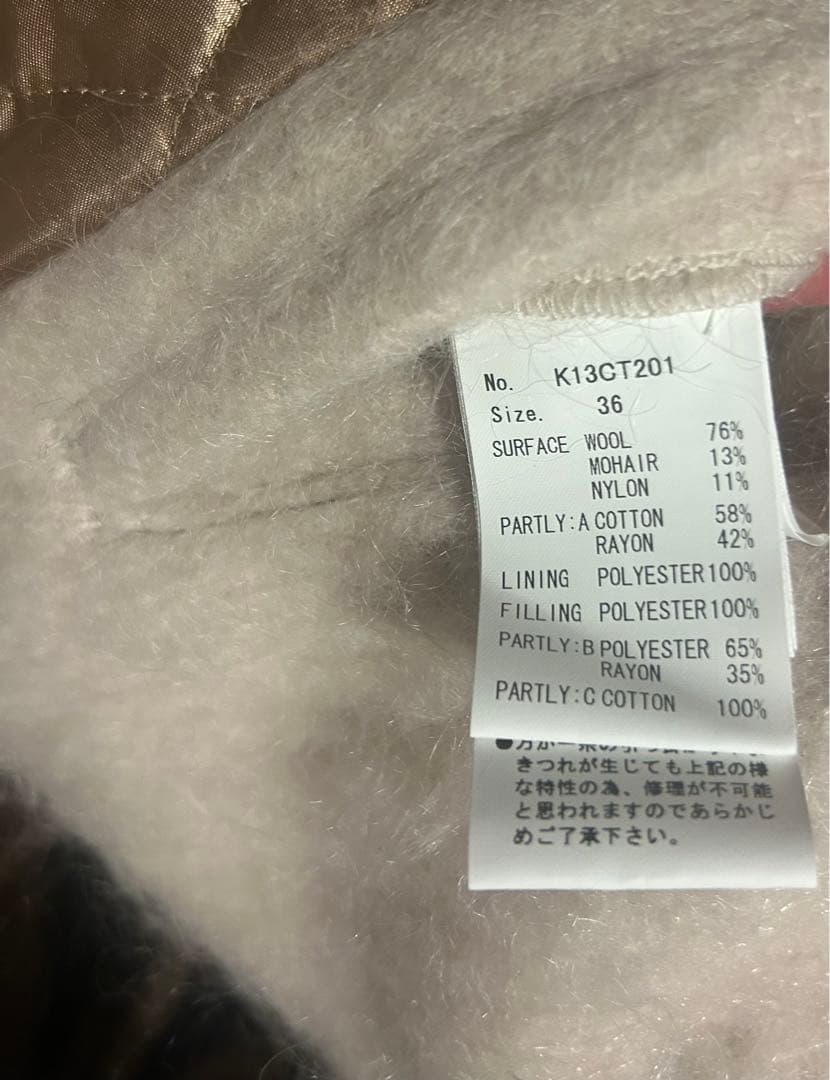 No. K13CT201
Size. 36
SURFACE WOOL 76%
MOHAIR 13%
NYLON 11%
PARTLY:A COTTON 58%
RAYON 42%
LINING POLYESTER 100%
FILLING POLYESTER 100%
PARTLY:B POLYESTER 65%
RAYON 35%
PARTLY:C COTTON 100%
きつれが生じても上記の様
な特性の為、修理が不可能
と思われますのであらかじ
めご了承下さい。